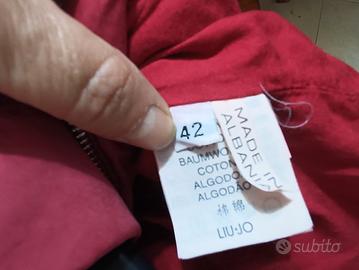 42
MADE IN
ALBANI
BAUMWO
COTON
ALGODO
ALGODÃO
棉 綿
LIU·JO
subito